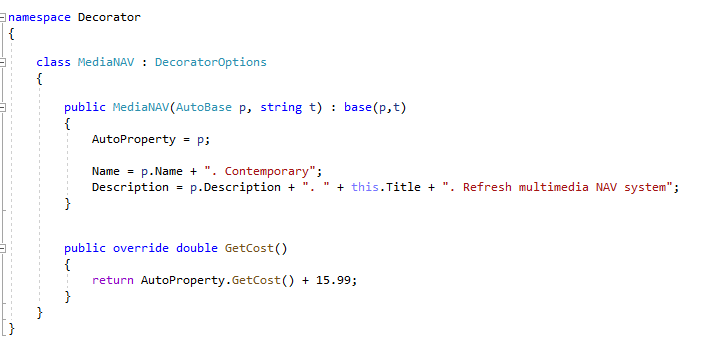 namespace Decorator
{
class MediaNAV : DecoratorOptions
{
public MediaNAV(AutoBase p, string t) : base(p,t)
{
AutoProperty = p;
Name = p.Name + ". Contemporary";
Description = p.Description + ". " + this.Title + ". Refresh multimedia NAV system";
}
public override double GetCost()
{
return AutoProperty.GetCost() + 15.99;
}
}
}